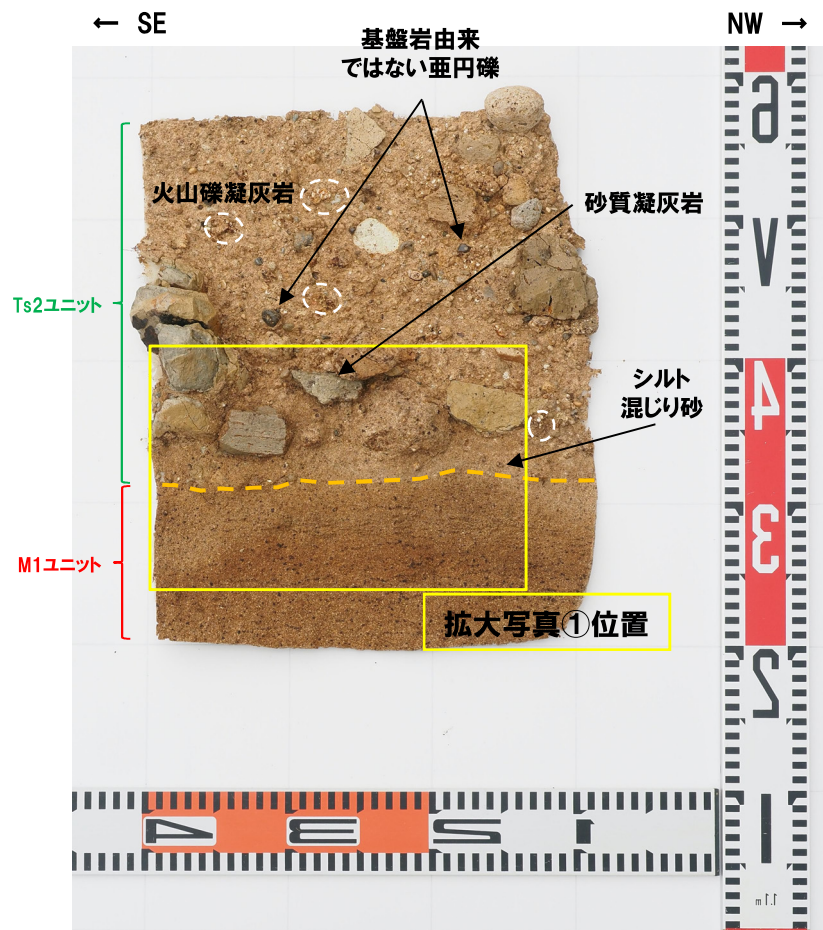 ← SE
NW →
基盤岩由来
ではない亜円礫
火山礫凝灰岩
砂質凝灰岩
Ts2ユニット
シルト
混じり砂
M1ユニット
拡大写真①位置
6
V
4
3
2
1
4 3 2 1
1.1m